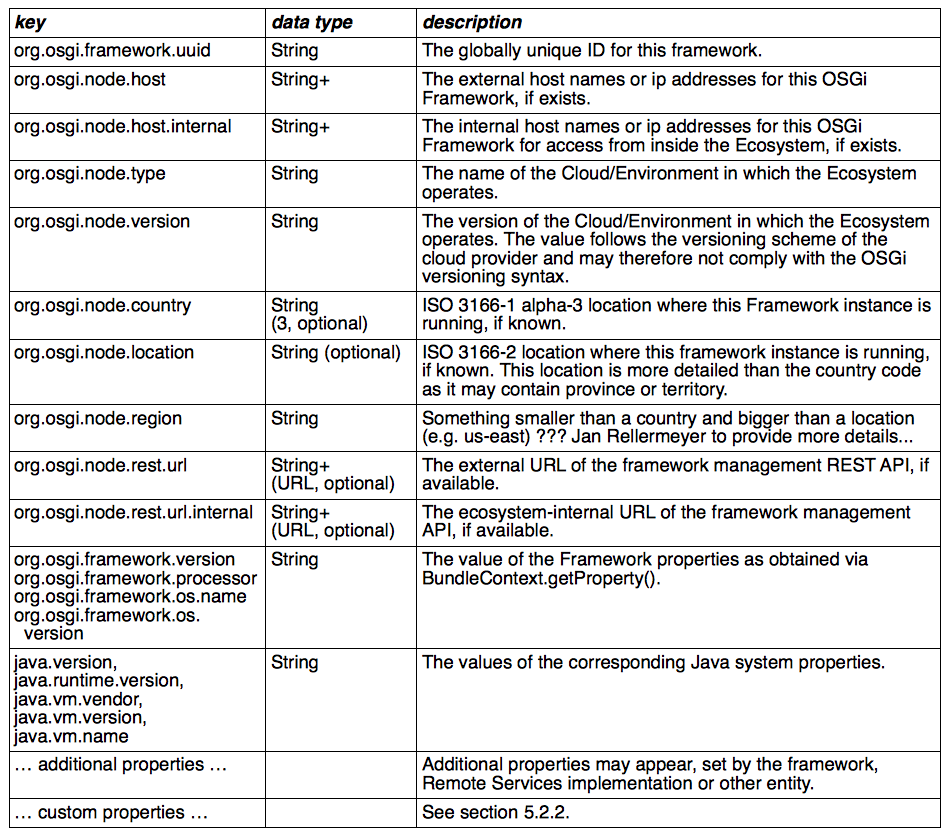 key data type description
org.osgi.framework.uuid String The globally unique ID for this framework.
org.osgi.node.host String+ The external host names or ip addresses for this OSGi
Framework, if exists.
org.osgi.node.host.internal String+ The internal host names or ip addresses for this OSGi
Framework for access from inside the Ecosystem, if exists.
org.osgi.node.type String The name of the Cloud/Environment in which the Ecosystem
operates.
org.osgi.node.version String The version of the Cloud/Environment in which the Ecosystem
operates. The value follows the versioning scheme of the
cloud provider and may therefore not comply with the OSGi
versioning syntax.
org.osgi.node.country String ISO 3166-1 alpha-3 location where this Framework instance is
(3, optional) running, if known.
org.osgi.node.location String (optional) ISO 3166-2 location where this framework instance is running,
if known. This location is more detailed than the country code
as it may contain province or territory.
org.osgi.node.region String Something smaller than a country and bigger than a location
(e.g. us-east) ??? Jan Rellermeyer to provide more details...
org.osgi.node.rest.url String+ The external URL of the framework management REST API, if
(URL, optional) available.
org.osgi.node.rest.url.internal String+ The ecosystem-internal URL of the framework management
(URL, optional) API, if available.
org.osgi.framework.version String The value of the Framework properties as obtained via
org.osgi.framework.processor BundleContext.getProperty().
org.osgi.framework.os.name
org.osgi.framework.os.
version
java.version, String The values of the corresponding Java system properties.
java.runtime.version,
java.vm.vendor,
java.vm.version,
java.vm.name
… additional properties … Additional properties may appear, set by the framework,
Remote Services implementation or other entity.
… custom properties … See section 5.2.2.